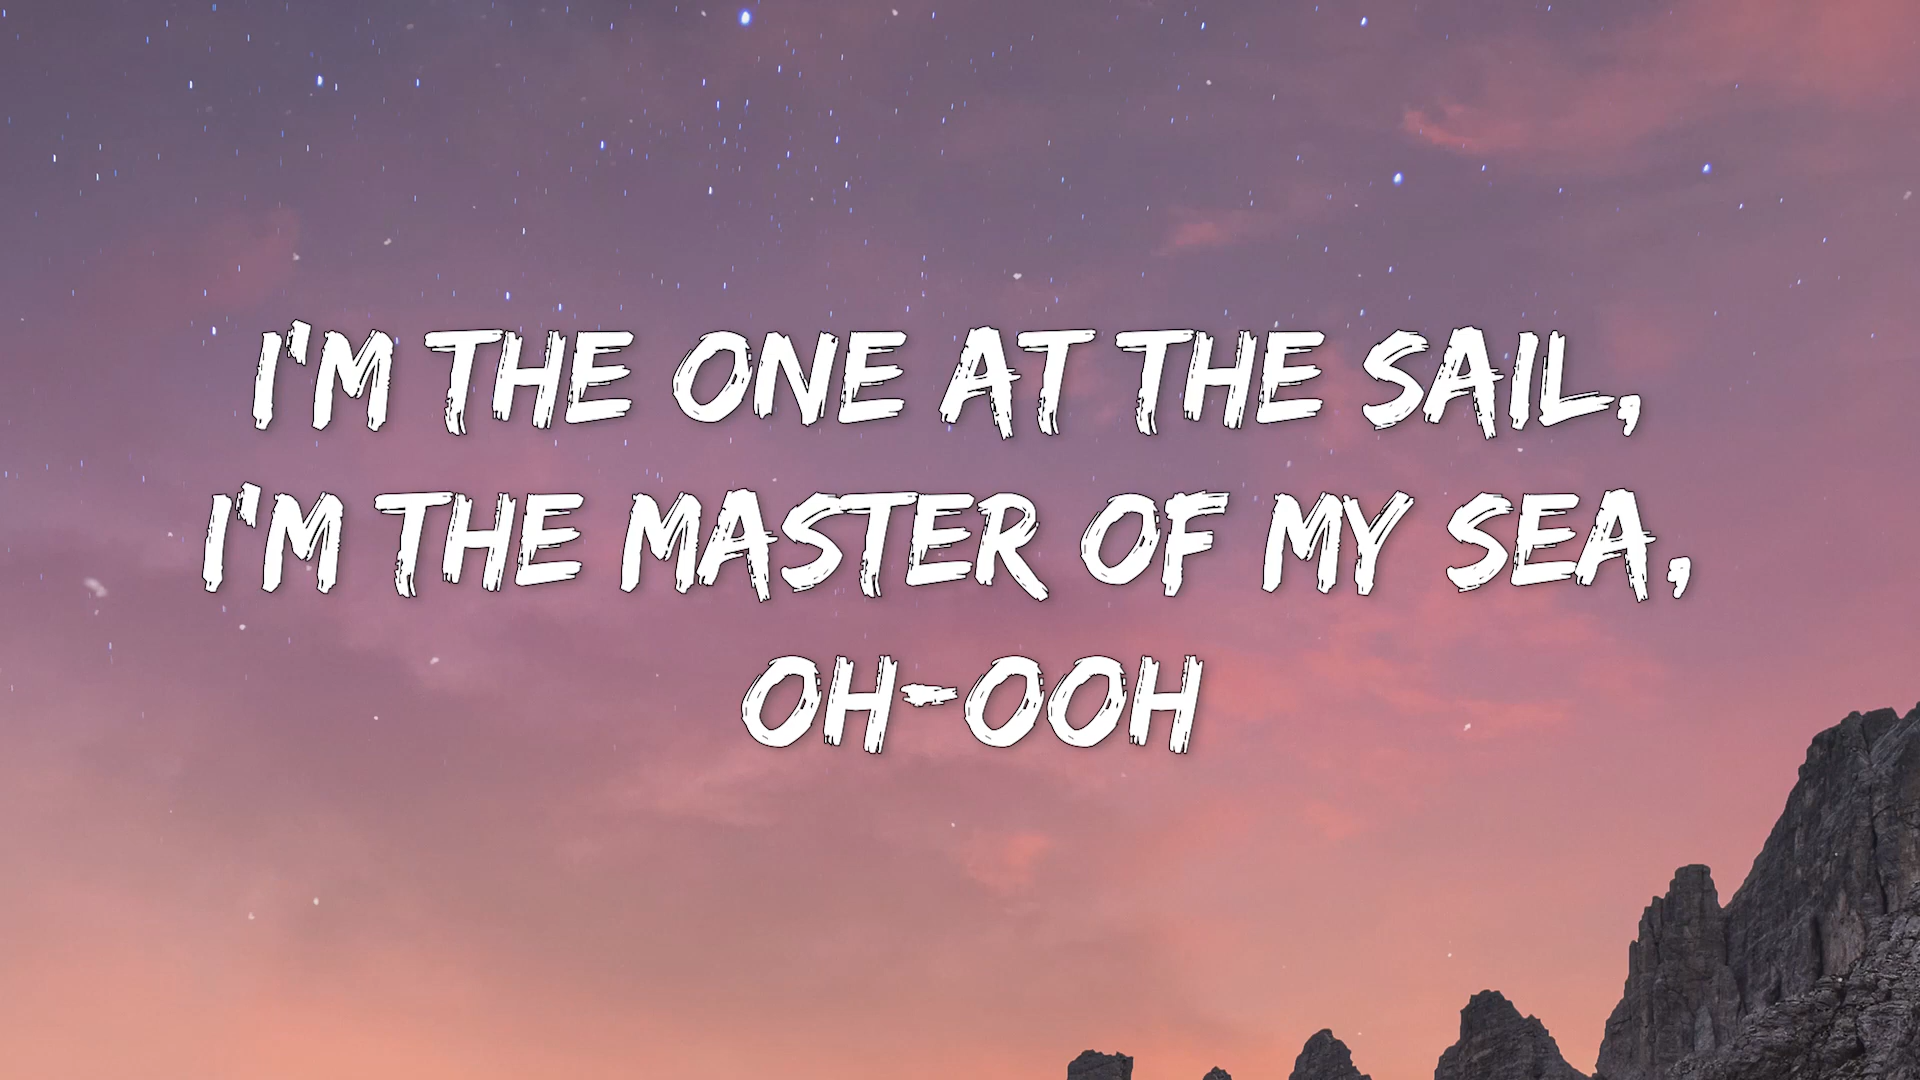 I'M THE ONE AT THE SAIL,
I'M THE MASTER OF MY SEA,
OH-OOH